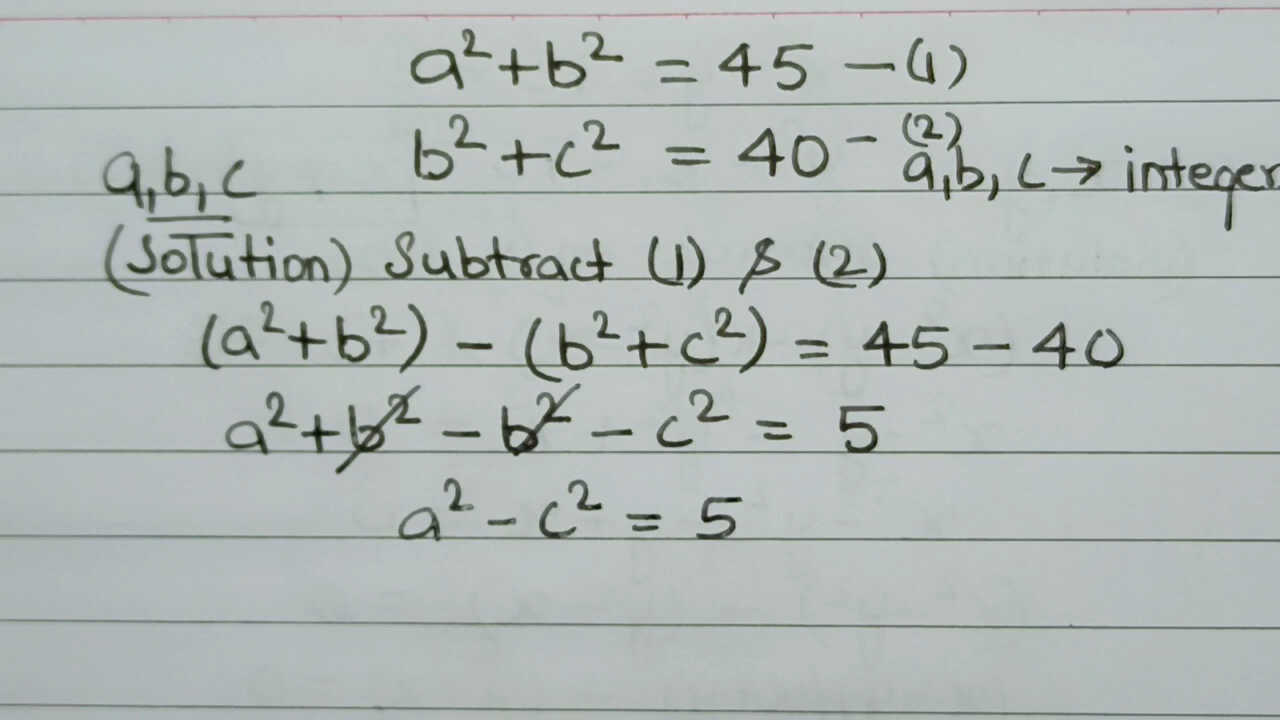 a²+b² = 45 – (1)
b²+c² = 40 – (2)
a,b,c → integer
a,b,c
(Solution) Subtract (1) & (2)
(a²+b²) – (b²+c²) = 45 – 40
a²+b² – b² – c² = 5
a² – c² = 5